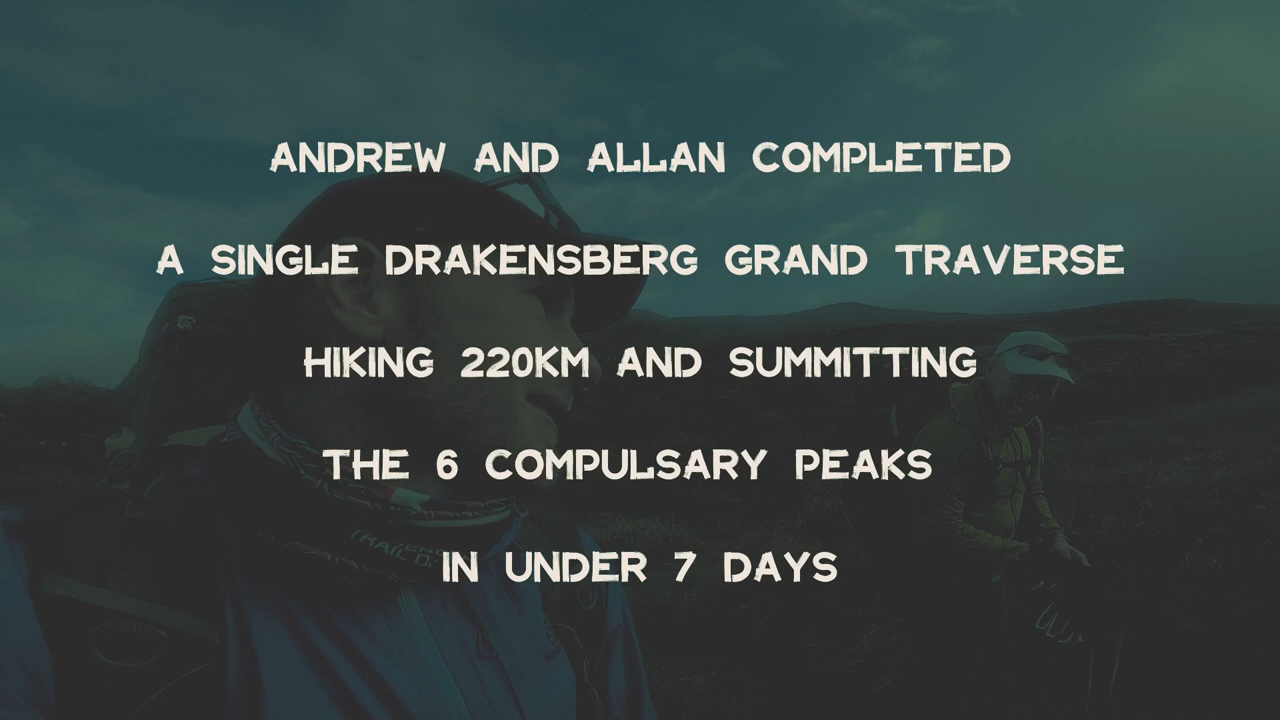 ANDREW AND ALLAN COMPLETED
A SINGLE DRAKENSBERG GRAND TRAVERSE
HIKING 220KM AND SUMMITTING
THE 6 COMPULSARY PEAKS
IN UNDER 7 DAYS
TRAIL